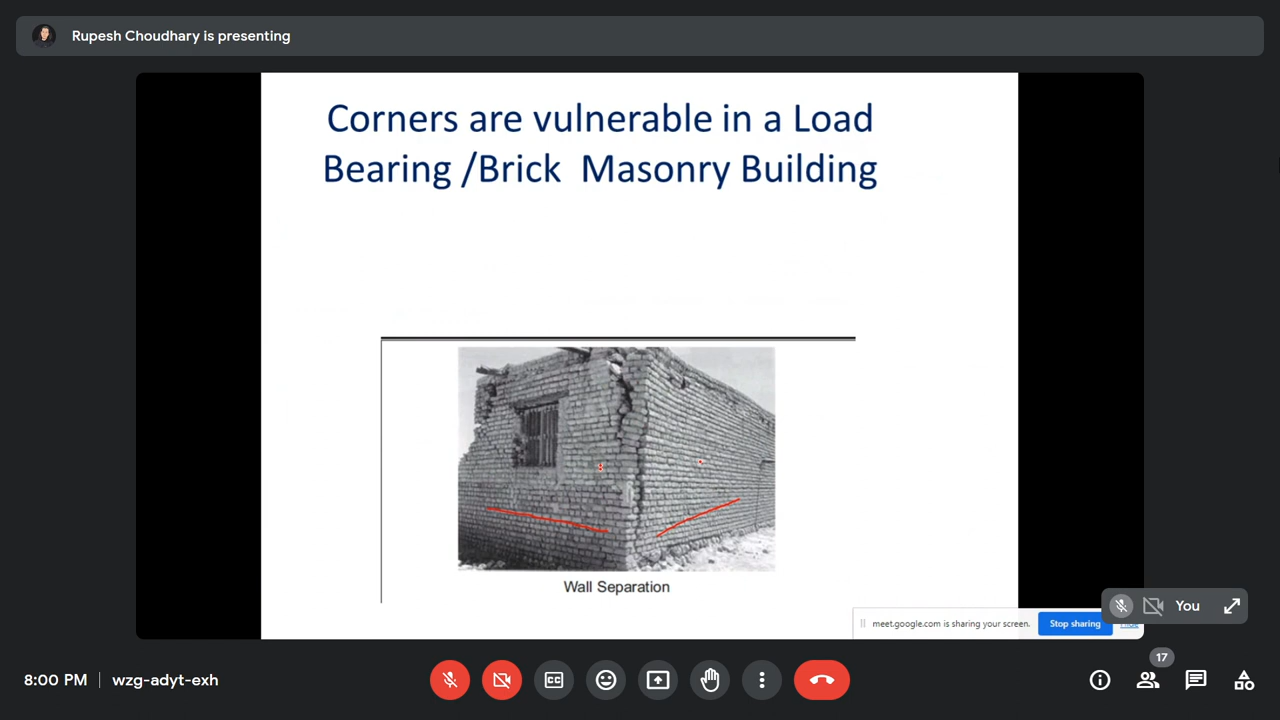 Rupesh Choudhary is presenting
Corners are vulnerable in a Load
Bearing /Brick Masonry Building
Wall Separation
meet.google.com is sharing your screen.
Stop sharing
You
8:00 PM
wzg-adyt-exh
CC
17